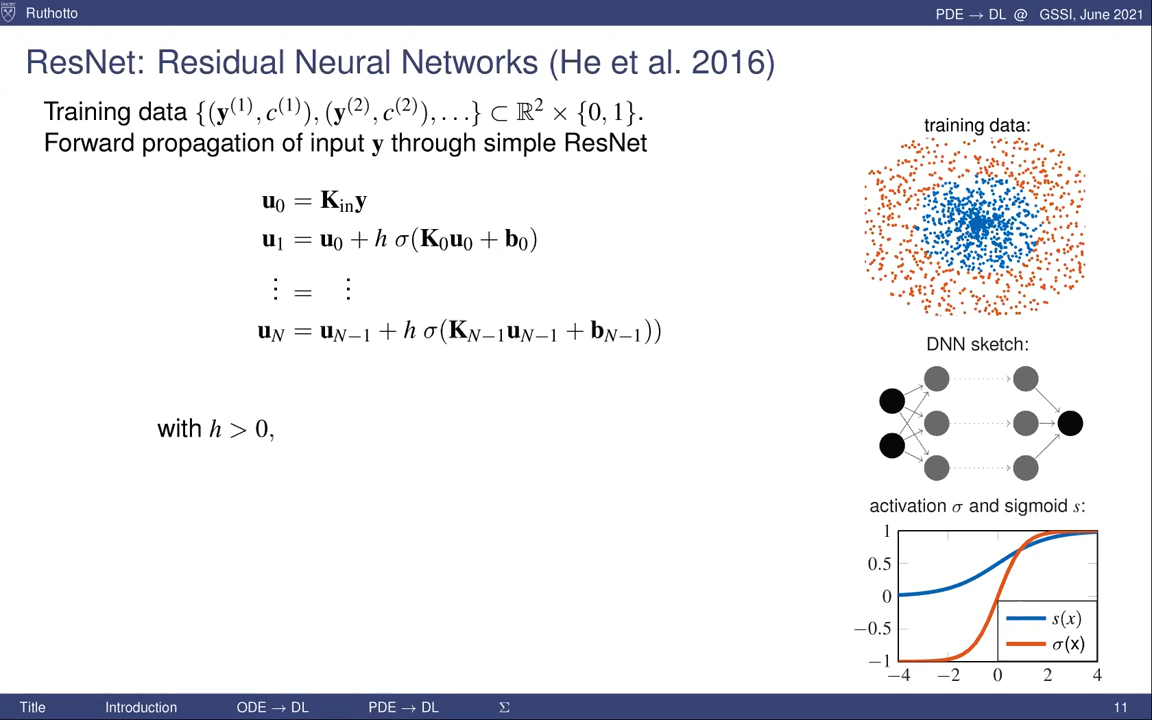 Ruthotto
PDE → DL @ GSSI, June 2021
ResNet: Residual Neural Networks (He et al. 2016)
Training data {(y⁽¹⁾, c⁽¹⁾), (y⁽²⁾, c⁽²⁾), ...} ⊂ ℝ² × {0, 1}.
Forward propagation of input y through simple ResNet
u₀ = K_in y
u₁ = u₀ + h σ(K₀u₀ + b₀)
⋮ = ⋮
u_N = u_{N−1} + h σ(K_{N−1}u_{N−1} + b_{N−1}))
with h > 0,
training data:
DNN sketch:
activation σ and sigmoid s:
1
0.5
0
−0.5
−1
s(x)
σ(x)
−4 −2 0 2 4
Title Introduction ODE → DL PDE → DL Σ 11